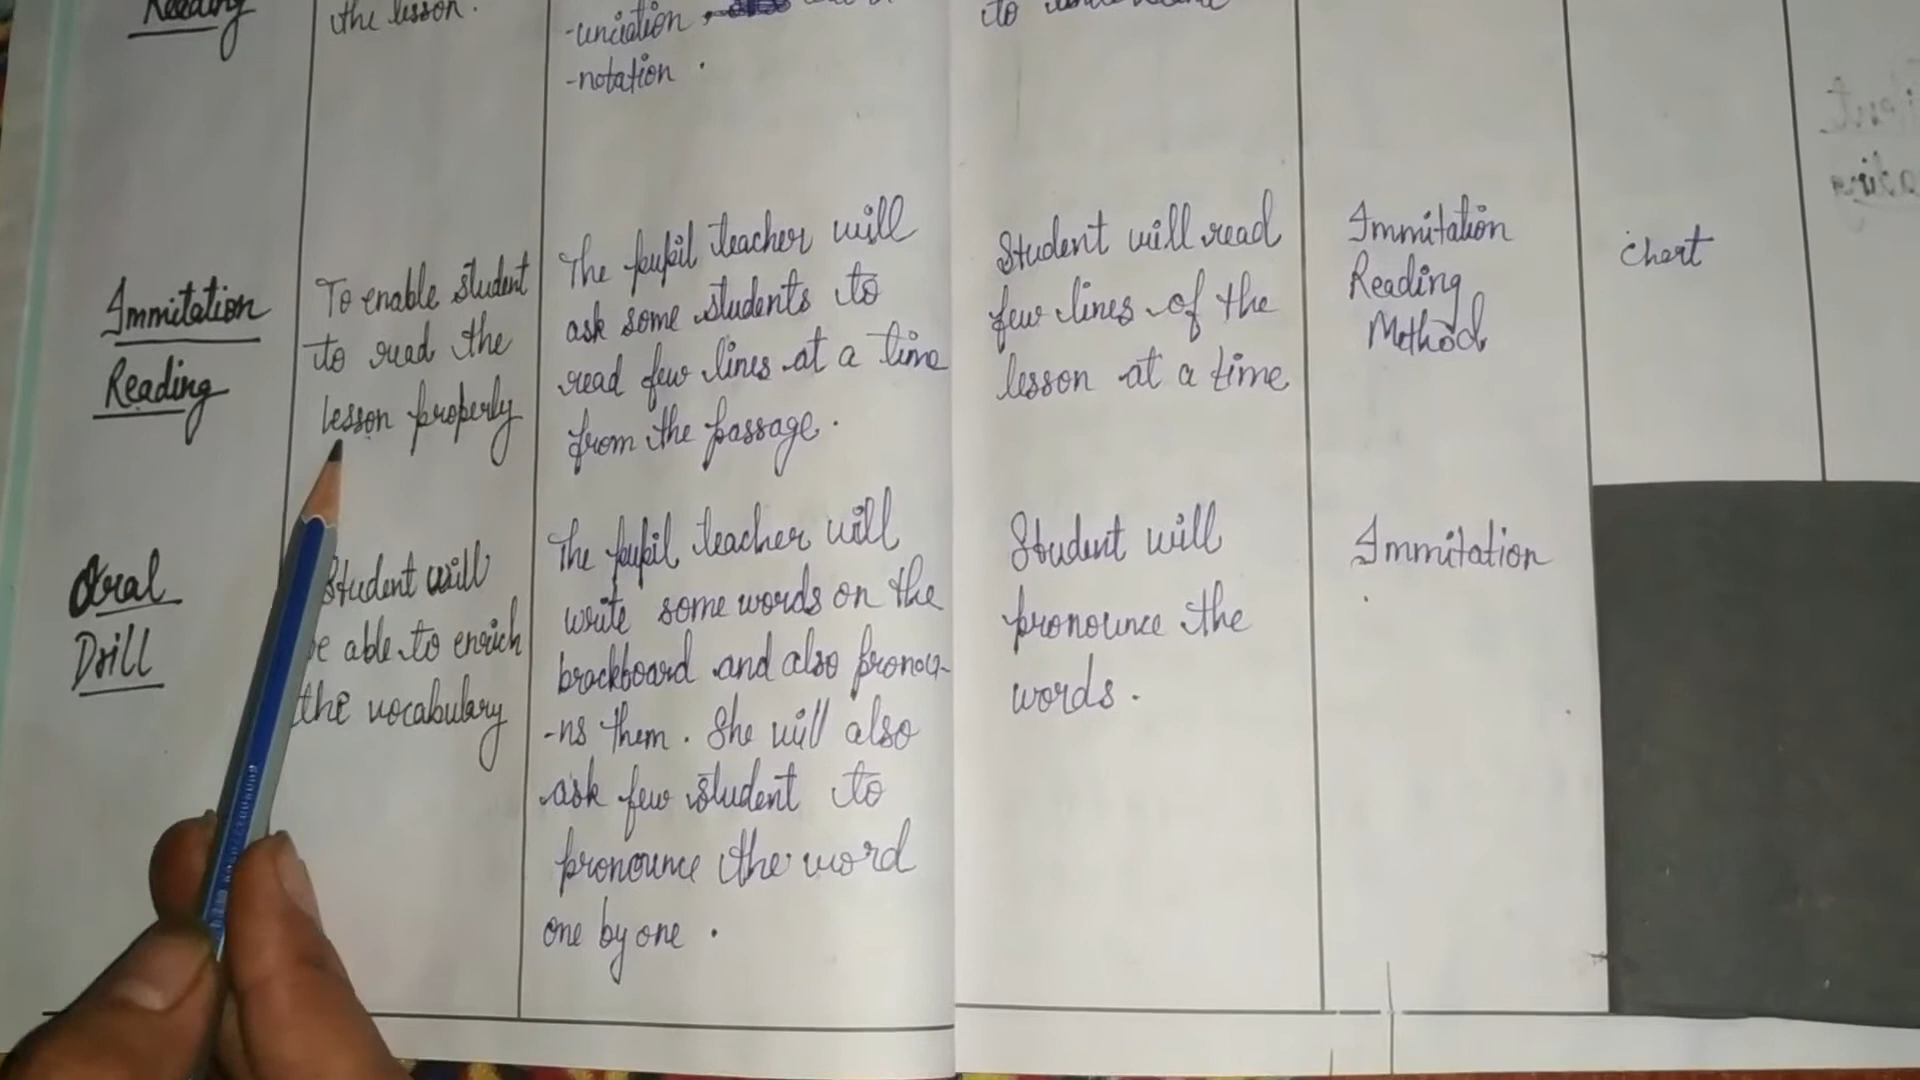 Reading
the lesson.
-unciation,
-notation.
to understand
Immitation
Reading
To enable student
to read the
lesson properly
The pupil teacher will
ask some students to
read few lines at a time
from the passage.
Student will read
few lines of the
lesson at a time
Immitation
Reading
Method
chart
Oral
Drill
Student will
be able to enrich
the vocabulary
The pupil teacher will
write some words on the
brackboard and also pronou-
-ns them. She will also
ask few student to
pronounce the word
one by one.
Student will
pronounce the
words.
Immitation